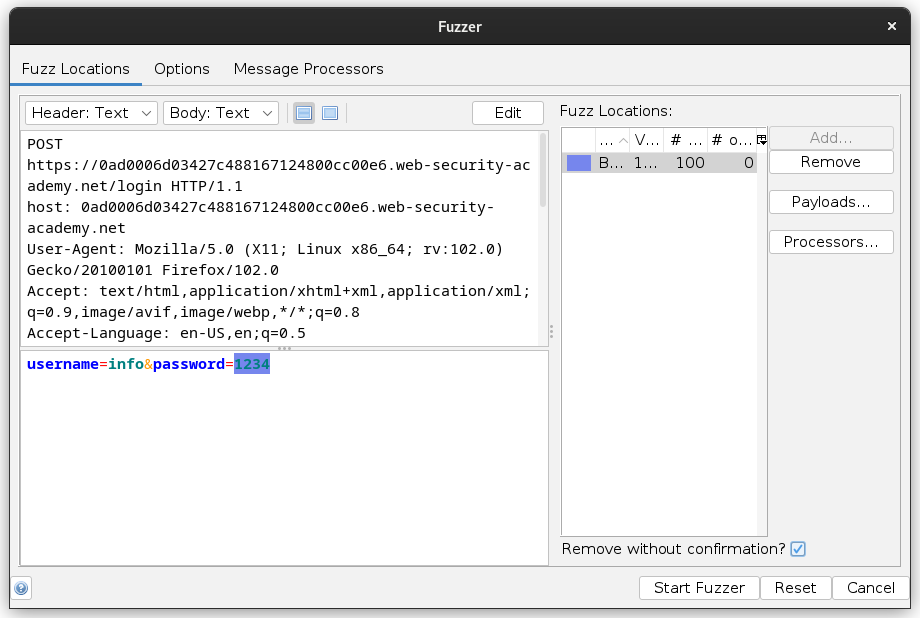 Fuzzer
Fuzz Locations Options Message Processors
Header: Text Body: Text Edit
POST
https://0ad0006d03427c488167124800cc00e6.web-security-ac
ademy.net/login HTTP/1.1
host: 0ad0006d03427c488167124800cc00e6.web-security-
academy.net
User-Agent: Mozilla/5.0 (X11; Linux x86_64; rv:102.0)
Gecko/20100101 Firefox/102.0
Accept: text/html,application/xhtml+xml,application/xml;
q=0.9,image/avif,image/webp,*/*;q=0.8
Accept-Language: en-US,en;q=0.5
username=info&password=1234
Fuzz Locations:
... V... # ... # o...
B... 1... 100 0
Add...
Remove
Payloads...
Processors...
Remove without confirmation?
Start Fuzzer Reset Cancel